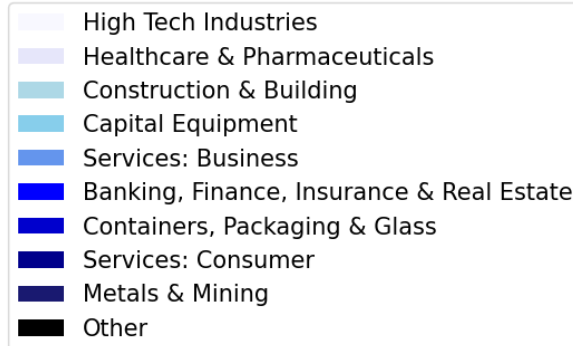 High Tech Industries
Healthcare & Pharmaceuticals
Construction & Building
Capital Equipment
Services: Business
Banking, Finance, Insurance & Real Estate
Containers, Packaging & Glass
Services: Consumer
Metals & Mining
Other